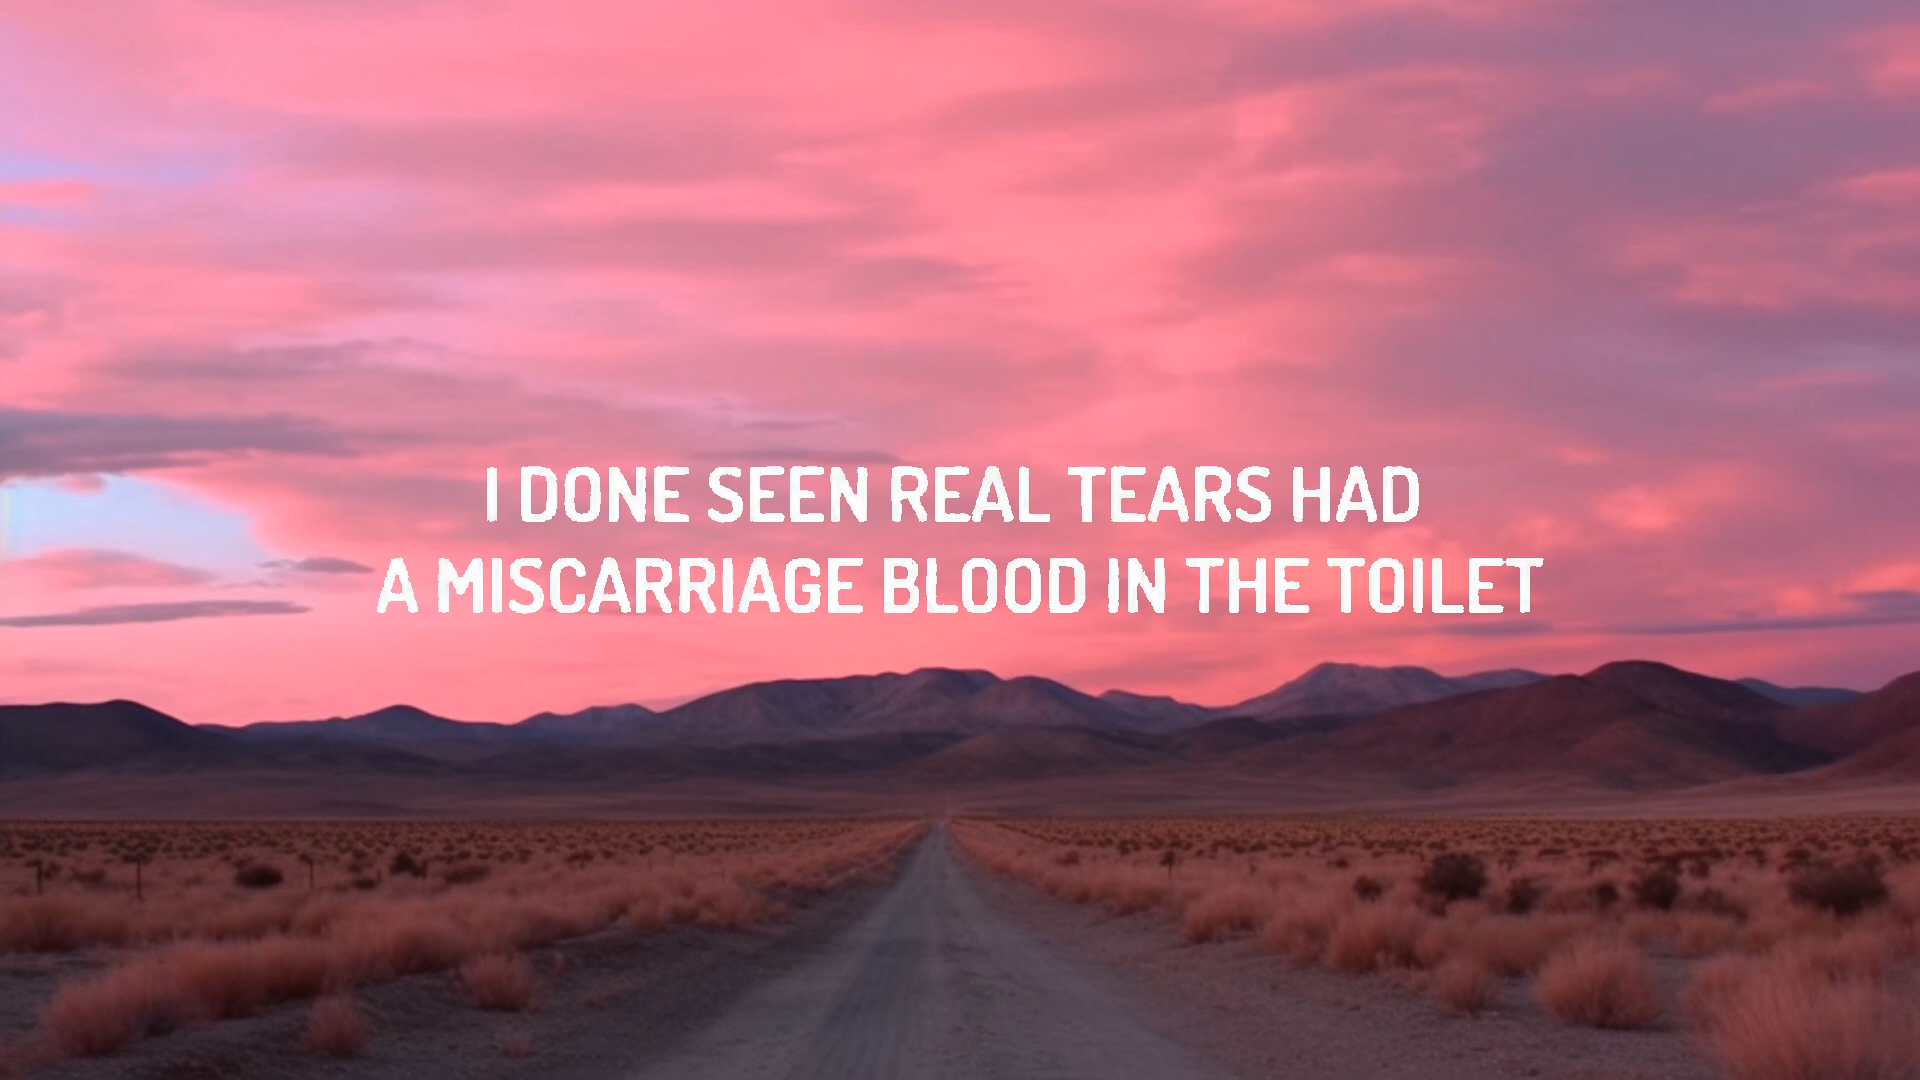 I DONE SEEN REAL TEARS HAD
A MISCARRIAGE BLOOD IN THE TOILET